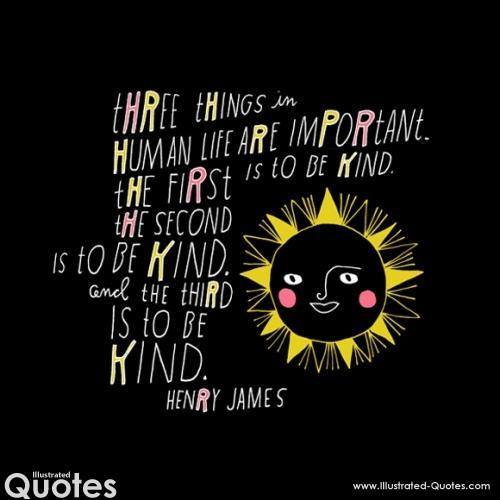 tHREE tHINGS in
HUMAN LIFE ARE IMPORtANt.
tHE FIRSt IS tO BE KIND.
tHE SECOND
IS tO BE KIND.
and tHE tHIRD
IS tO BE
KIND.
HENRY JAMES
Illustrated
Quotes
www.Illustrated-Quotes.com